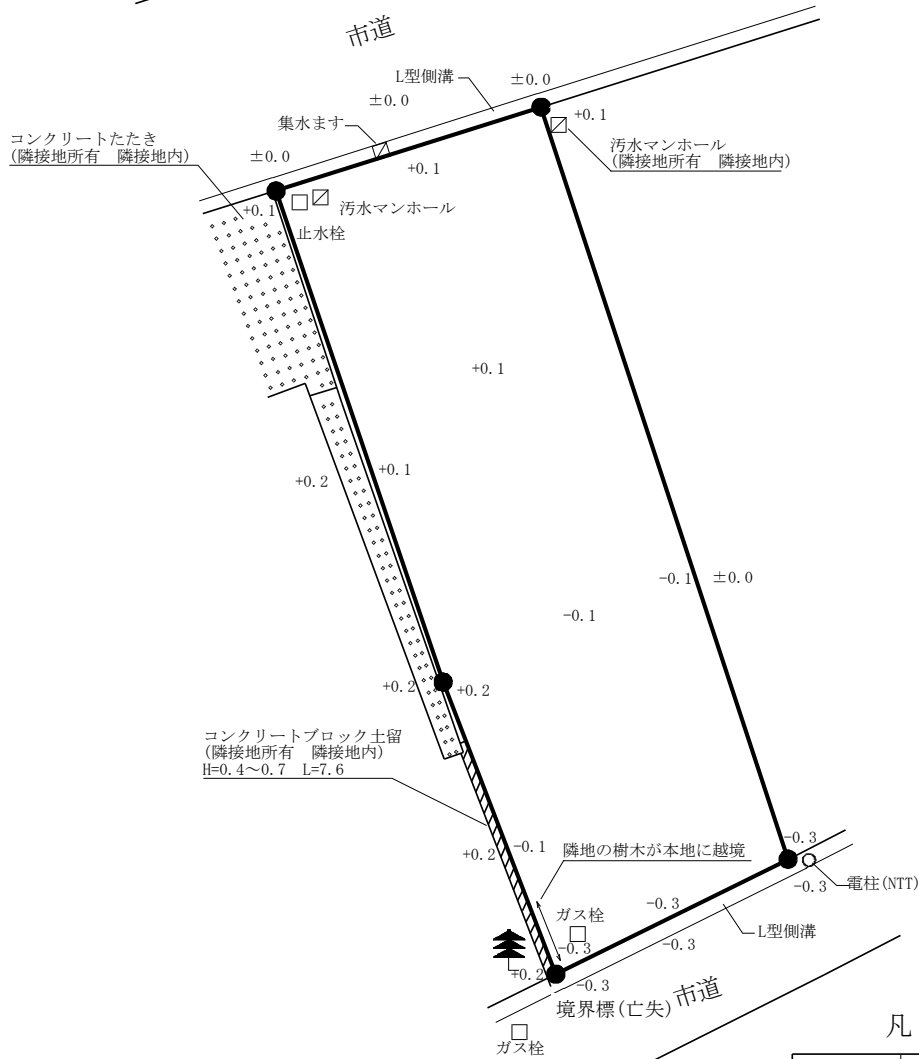 市道
L型側溝
±0.0
±0.0
+0.1
集水ます
コンクリートたたき
(隣接地所有 隣接地内)
汚水マンホール
(隣接地所有 隣接地内)
±0.0
+0.1
+0.1
汚水マンホール
止水栓
+0.1
+0.2
+0.1
-0.1
±0.0
-0.1
+0.2
+0.2
コンクリートブロック土留
(隣接地所有 隣接地内)
H=0.4～0.7 L=7.6
+0.2
-0.1
隣地の樹木が本地に越境
-0.3
-0.3
電柱(NTT)
-0.3
ガス栓
L型側溝
-0.3
-0.3
+0.2
-0.3
境界標(亡失)
市道
ガス栓
凡